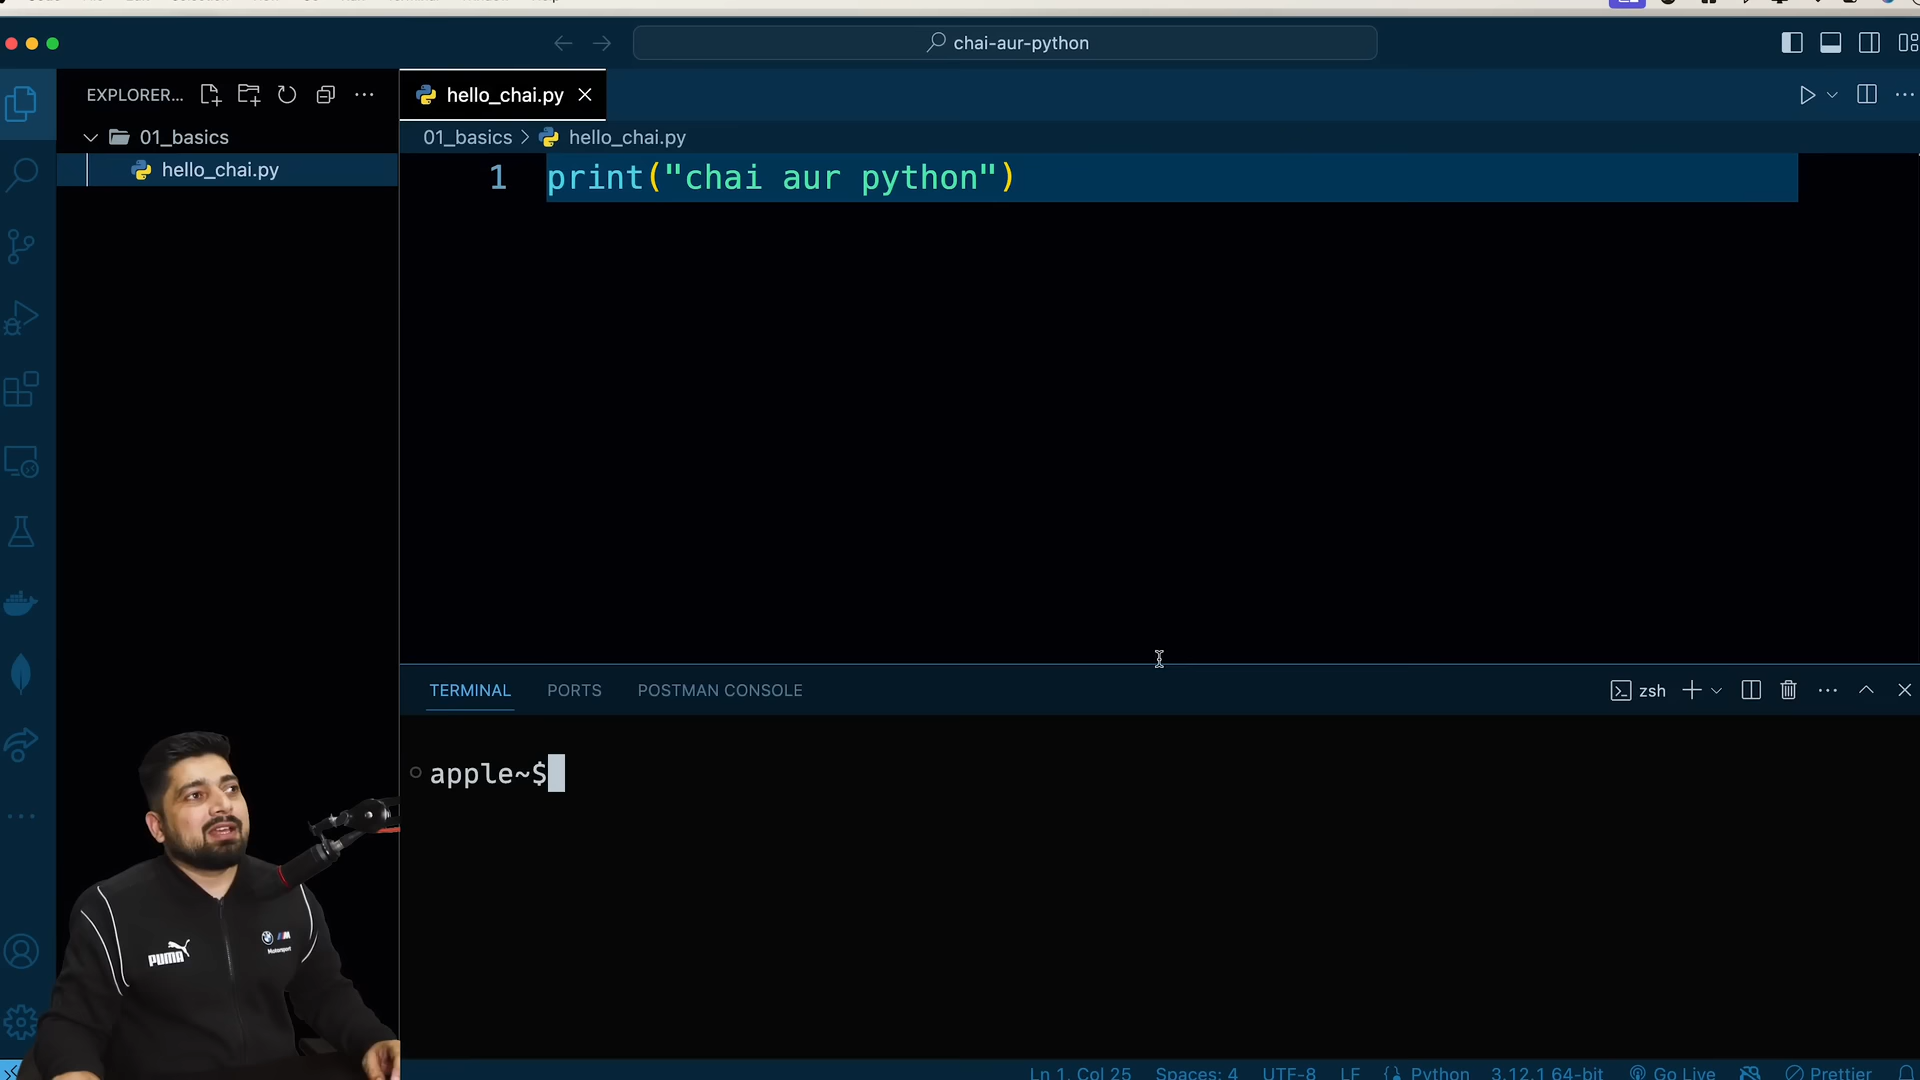 chai-aur-python
EXPLORER...
hello_chai.py
01_basics
hello_chai.py
01_basics > hello_chai.py
1 print("chai aur python")
TERMINAL PORTS POSTMAN CONSOLE
zsh
apple~$
PUMA
Ln 1, Col 25 Spaces: 4 UTF-8 LF Python 3.12.1 64-bit Go Live Prettier